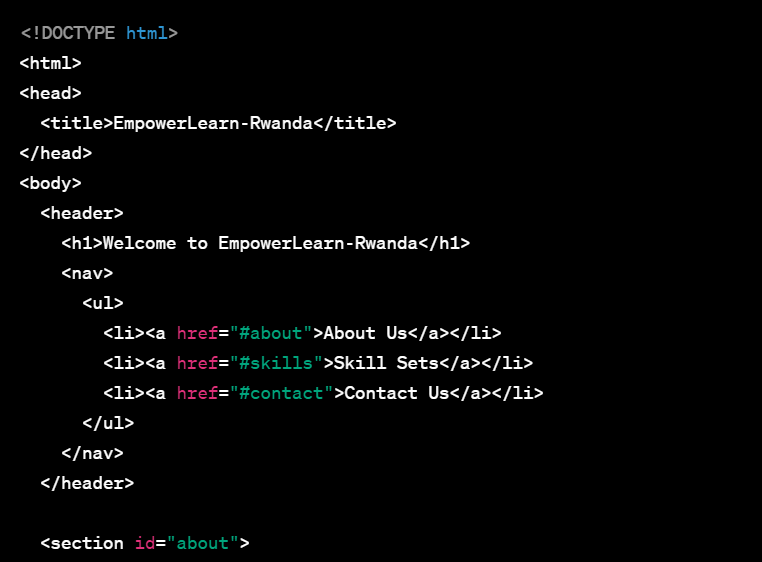 <!DOCTYPE html>
<html>
<head>
  <title>EmpowerLearn-Rwanda</title>
</head>
<body>
  <header>
    <h1>Welcome to EmpowerLearn-Rwanda</h1>
    <nav>
      <ul>
        <li><a href="#about">About Us</a></li>
        <li><a href="#skills">Skill Sets</a></li>
        <li><a href="#contact">Contact Us</a></li>
      </ul>
    </nav>
  </header>

  <section id="about">